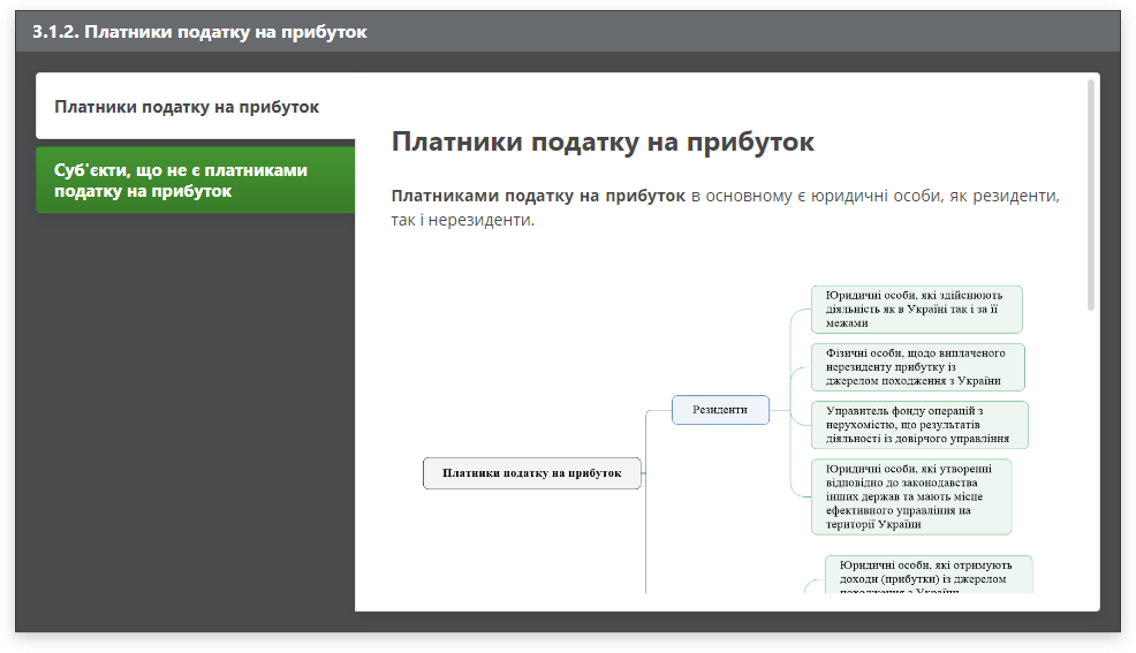 3.1.2. Платники податку на прибуток
Платники податку на прибуток
Суб'єкти, що не є платниками
податку на прибуток
Платники податку на прибуток
Платниками податку на прибуток в основному є юридичні особи, як резиденти,
так і нерезиденти.
Юридичні особи, які здійснюють
діяльність як в Україні так і за її
межами
Фізичні особи, щодо виплаченого
нерезиденту прибутку із
джерелом походження з України
Резиденти
Управитель фонду операцій з
нерухомістю, що результатів
діяльності із довірчого управління
Платники податку на прибуток
Юридичні особи, які утворенні
відповідно до законодавства
інших держав та мають місце
ефективного управління на
території України
Юридичні особи, які отримують
доходи (прибутки) із джерелом
походження з України